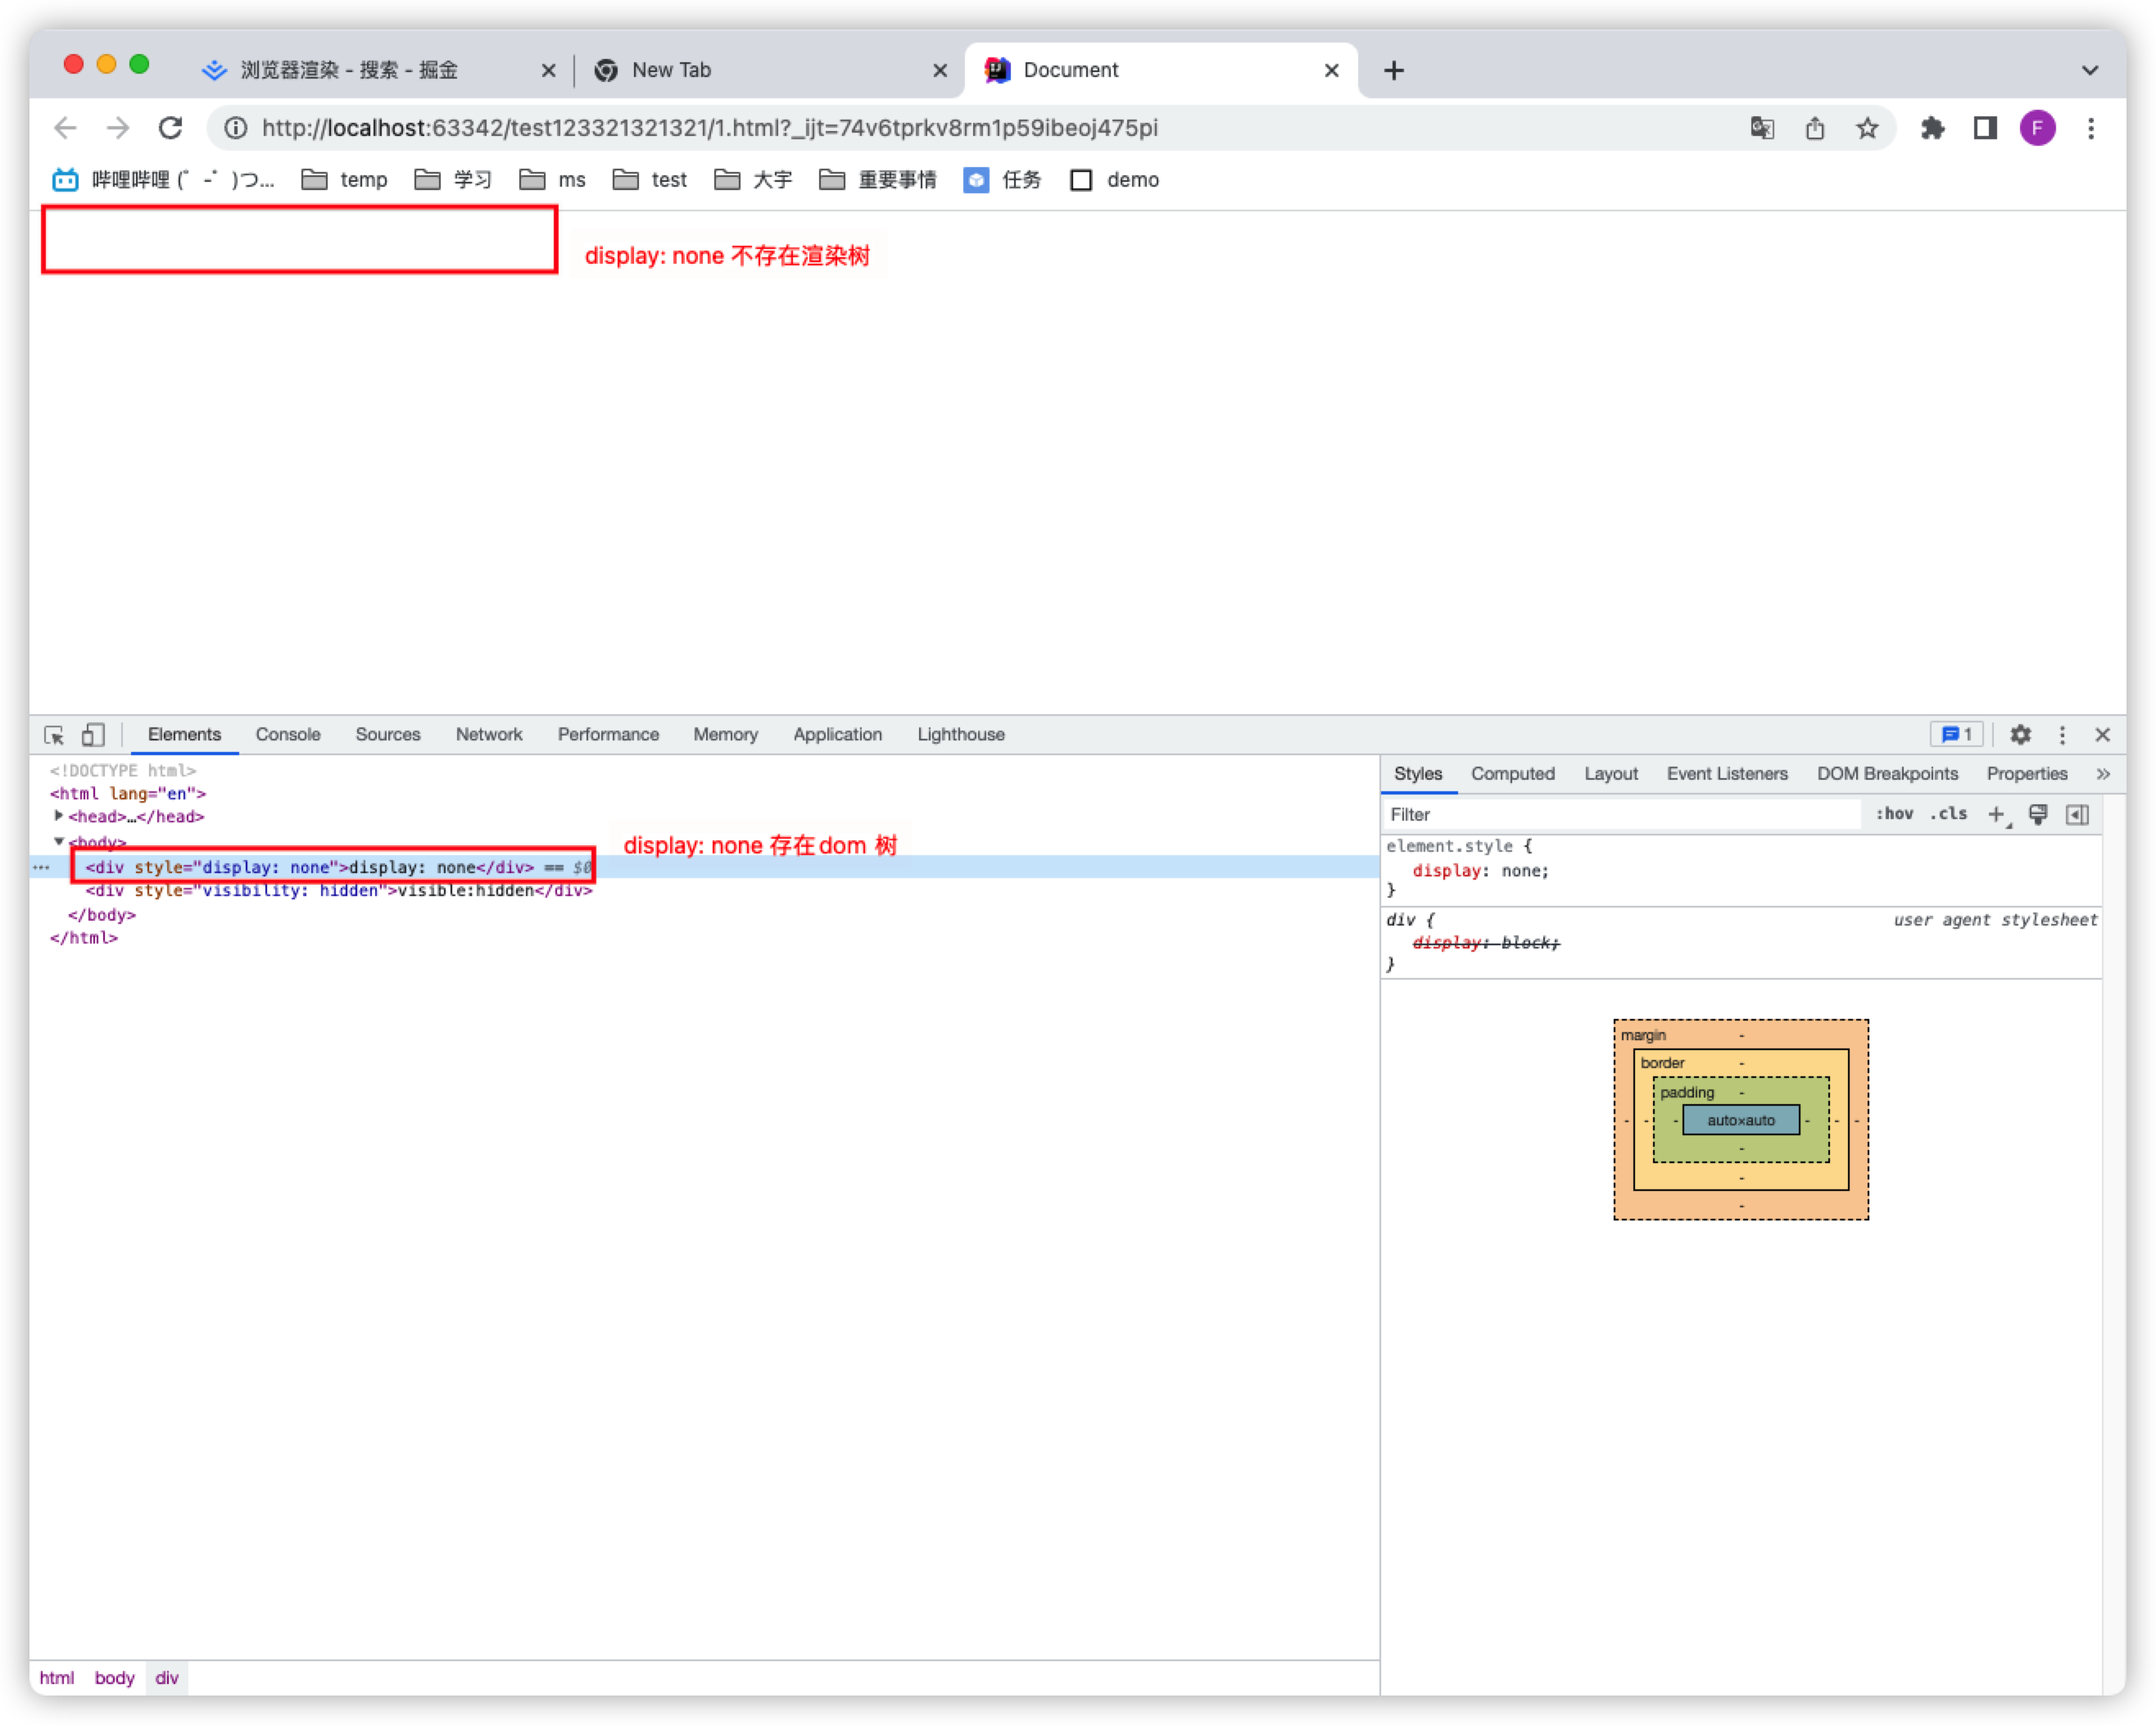 浏览器渲染 - 搜索 - 掘金
New Tab
Document
http://localhost:63342/test123321321321/1.html?_ijt=74v6tprkv8rm1p59ibeoj475pi
F
哔哩哔哩 (゜-゜)つ...
temp
学习
ms
test
大宇
重要事情
任务
demo
display: none 不存在渲染树
Elements Console Sources Network Performance Memory Application Lighthouse
1
<!DOCTYPE html>
<html lang="en">
<head>…</head>
<body>
display: none 存在dom 树
<div style="display: none">display: none</div> == $0
<div style="visibility: hidden">visible:hidden</div>
</body>
</html>
Styles Computed Layout Event Listeners DOM Breakpoints Properties »
Filter
:hov .cls
element.style {
display: none;
}
div {
user agent stylesheet
display: block;
}
margin -
border -
padding -
- - - auto×auto - - -
-
-
-
html body div